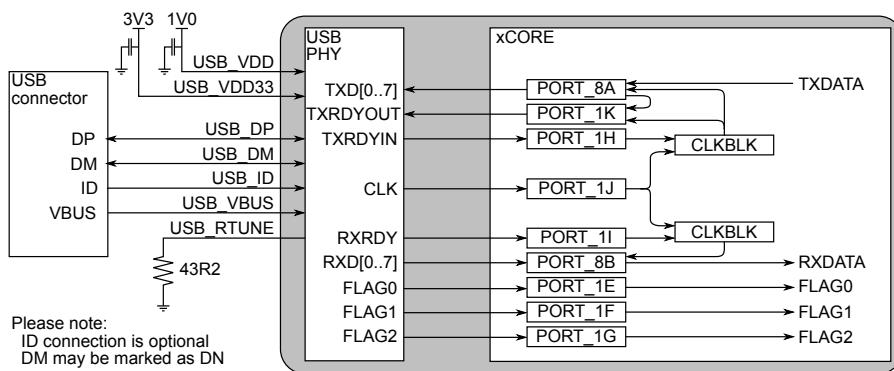 3V3
1V0
USB
PHY
xCORE
USB_VDD
USB
connector
USB_VDD33
TXD[0..7]
PORT_8A
TXDATA
TXRDYOUT
PORT_1K
DP
USB_DP
TXRDYIN
PORT_1H
CLKBLK
DM
USB_DM
ID
USB_ID
CLK
PORT_1J
VBUS
USB_VBUS
USB_RTUNE
RXRDY
PORT_1I
CLKBLK
43R2
RXD[0..7]
PORT_8B
RXDATA
FLAG0
PORT_1E
FLAG0
FLAG1
PORT_1F
FLAG1
FLAG2
PORT_1G
FLAG2
Please note:
ID connection is optional
DM may be marked as DN